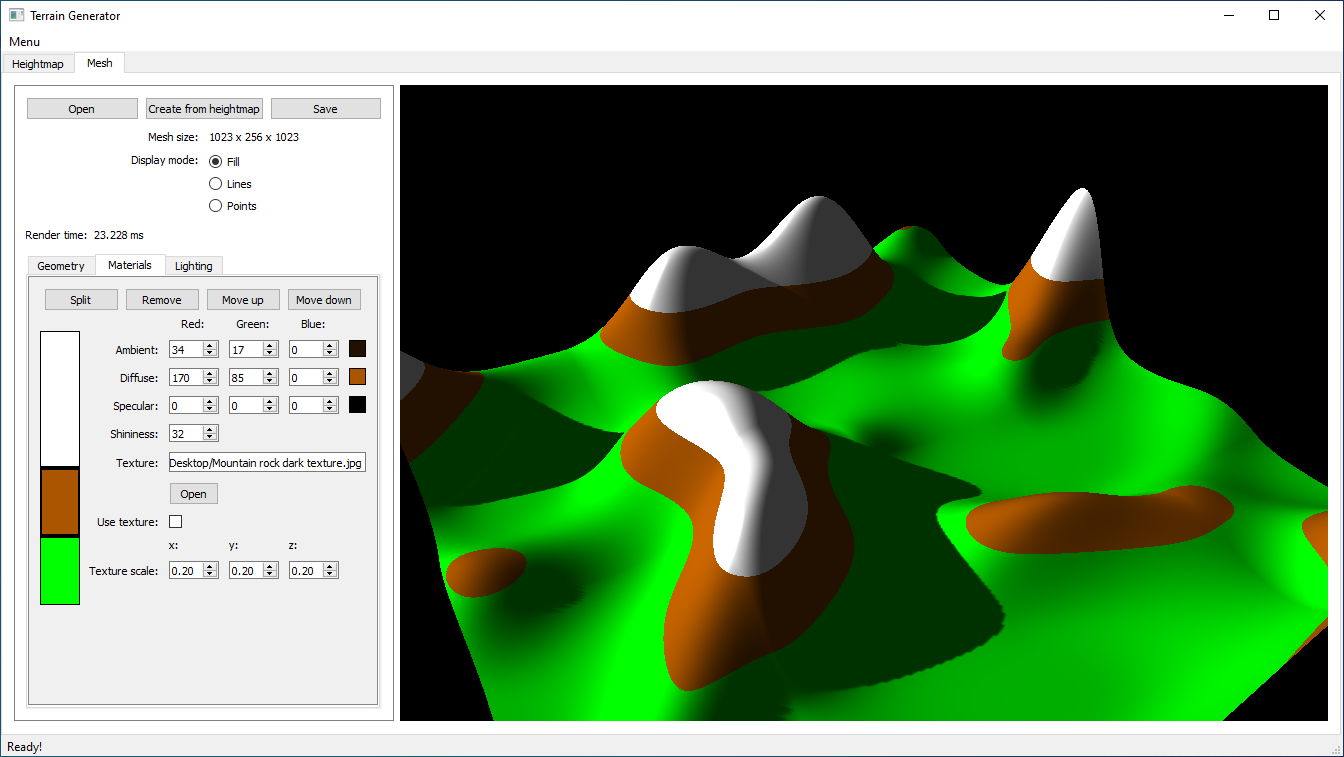 Terrain Generator
Menu
Heightmap Mesh
Open Create from heightmap Save
Mesh size: 1023 x 256 x 1023
Display mode: Fill
Lines
Points
Render time: 23.228 ms
Geometry Materials Lighting
Split Remove Move up Move down
Red: Green: Blue:
Ambient: 34 17 0
Diffuse: 170 85 0
Specular: 0 0 0
Shininess: 32
Texture: Desktop/Mountain rock dark texture.jpg
Open
Use texture:
x: y: z:
Texture scale: 0.20 0.20 0.20
Ready!